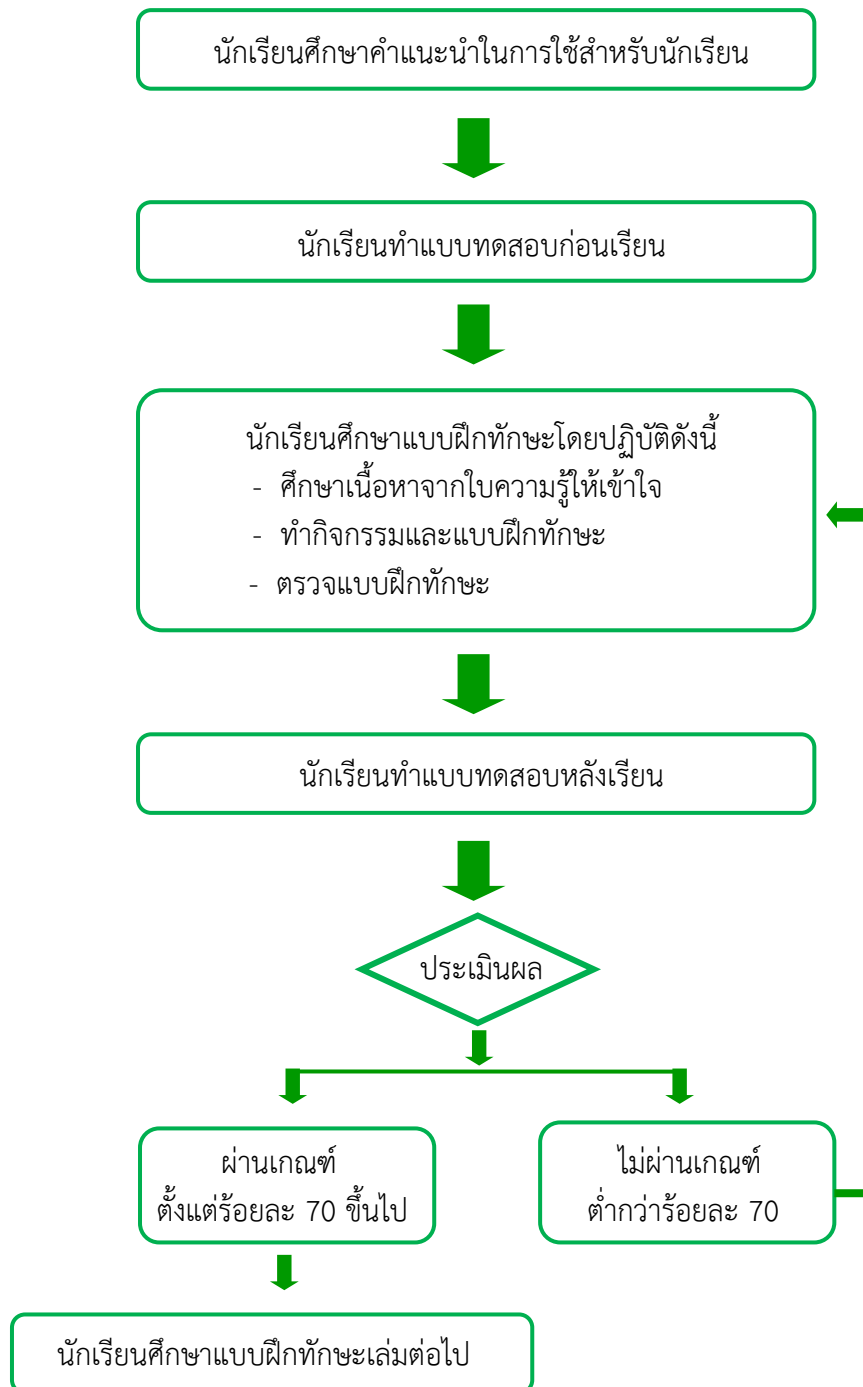 นักเรียนศึกษาคำแนะนำในการใช้สำหรับนักเรียน
นักเรียนทำแบบทดสอบก่อนเรียน
นักเรียนศึกษาแบบฝึกทักษะโดยปฏิบัติดังนี้
- ศึกษาเนื้อหาจากใบความรู้ให้เข้าใจ
- ทำกิจกรรมและแบบฝึกทักษะ
- ตรวจแบบฝึกทักษะ
นักเรียนทำแบบทดสอบหลังเรียน
ประเมินผล
ผ่านเกณฑ์
ตั้งแต่ร้อยละ 70 ขึ้นไป
ไม่ผ่านเกณฑ์
ต่ำกว่าร้อยละ 70
นักเรียนศึกษาแบบฝึกทักษะเล่มต่อไป